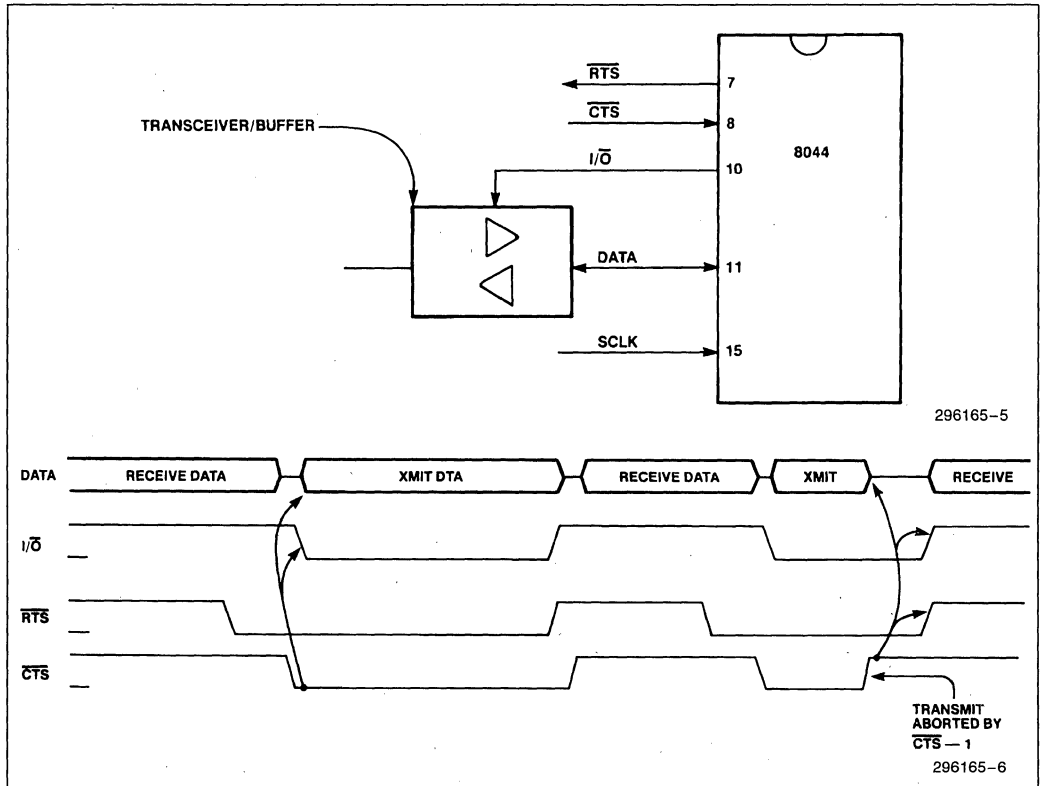 RTS
7
CTS
8
TRANSCEIVER/BUFFER
8044
I/O
10
DATA
11
SCLK
15
296165-5
DATA
RECEIVE DATA
XMIT DTA
RECEIVE DATA
XMIT
RECEIVE
I/O
RTS
CTS
TRANSMIT
ABORTED BY
CTS — 1
296165-6